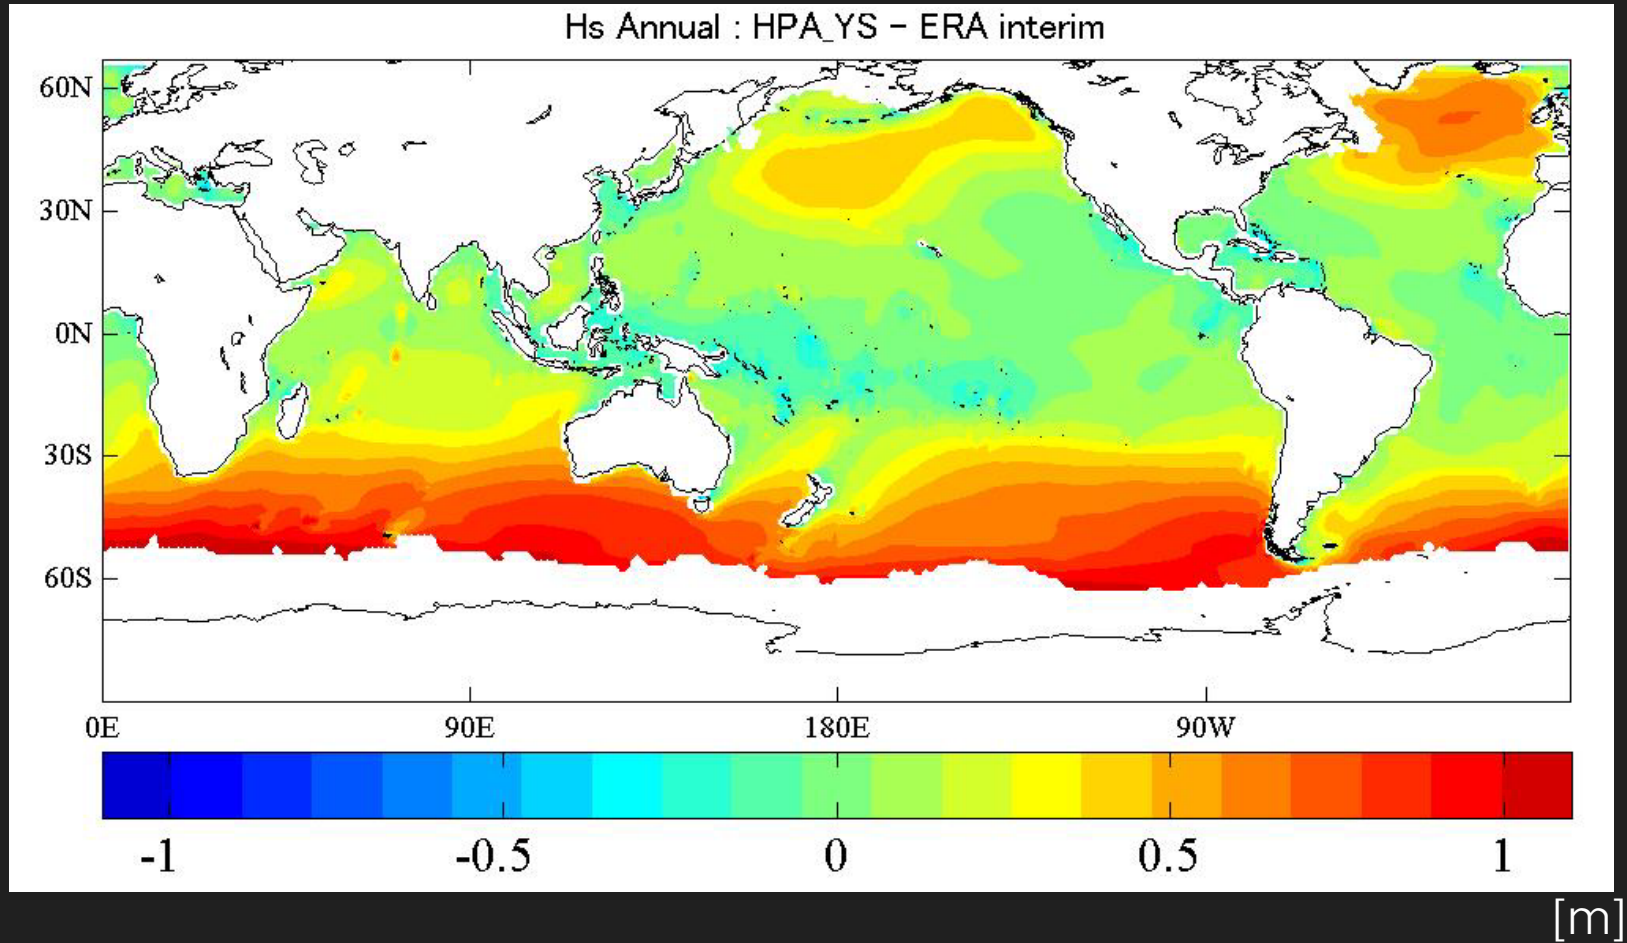 Hs Annual : HPA_YS − ERA interim
60N
30N
0N
30S
60S
0E 90E 180E 90W
-1 -0.5 0 0.5 1
[m]